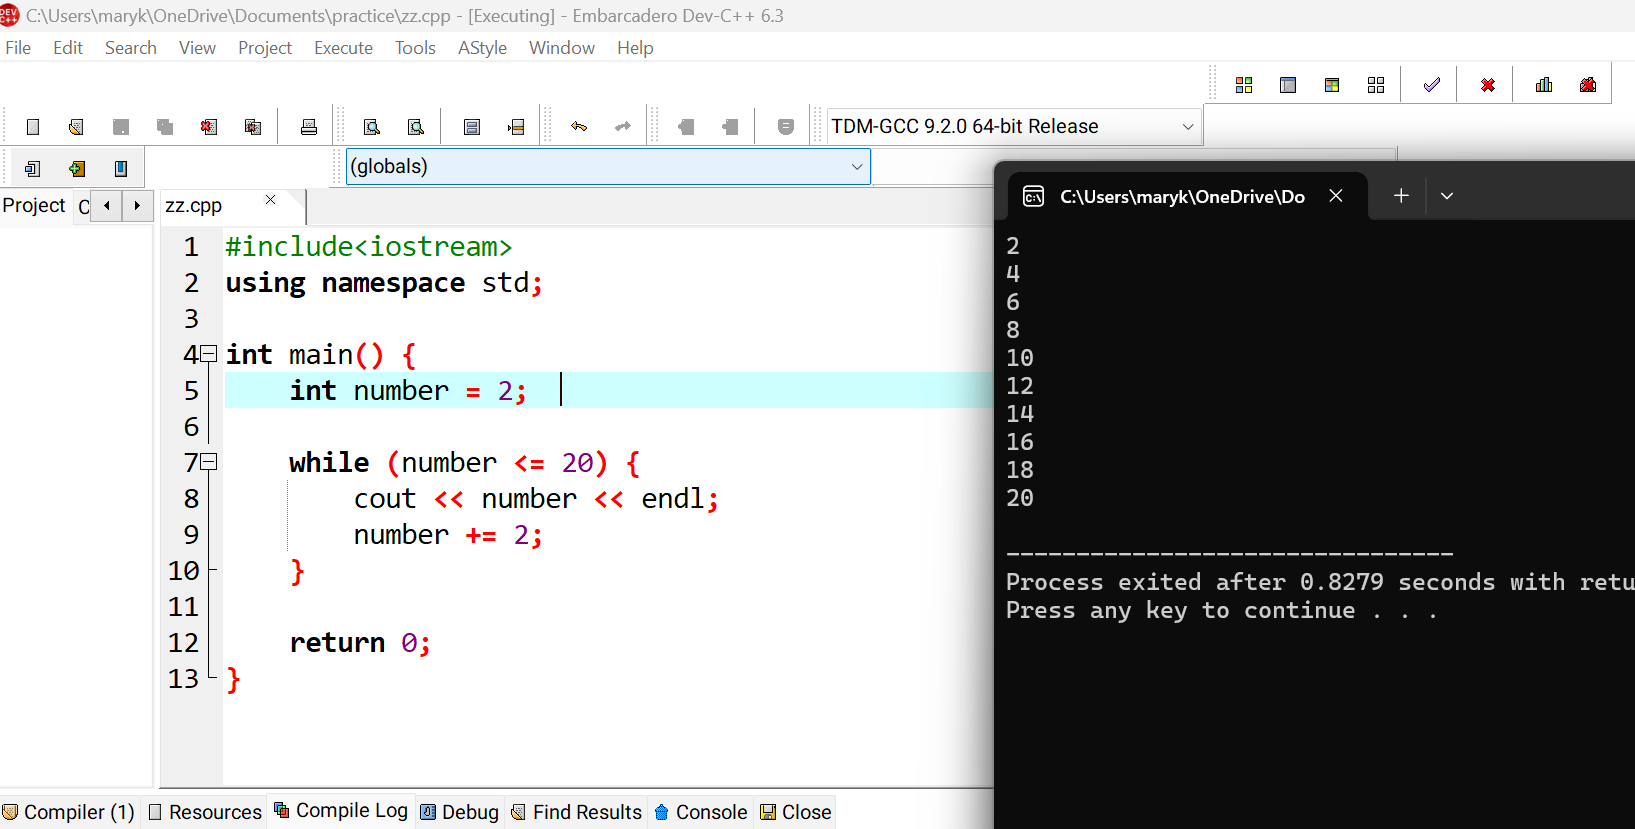 C:\Users\maryk\OneDrive\Documents\practice\zz.cpp - [Executing] - Embarcadero Dev-C++ 6.3
File Edit Search View Project Execute Tools AStyle Window Help
TDM-GCC 9.2.0 64-bit Release
(globals)
Project C
zz.cpp
1 #include<iostream>
2 using namespace std;
3
4 int main() {
5     int number = 2;
6
7     while (number <= 20) {
8         cout << number << endl;
9         number += 2;
10     }
11
12     return 0;
13 }
C:\Users\maryk\OneDrive\Do
2
4
6
8
10
12
14
16
18
20
--------------------------------
Process exited after 0.8279 seconds with retu
Press any key to continue . . .
Compiler (1) Resources Compile Log Debug Find Results Console Close